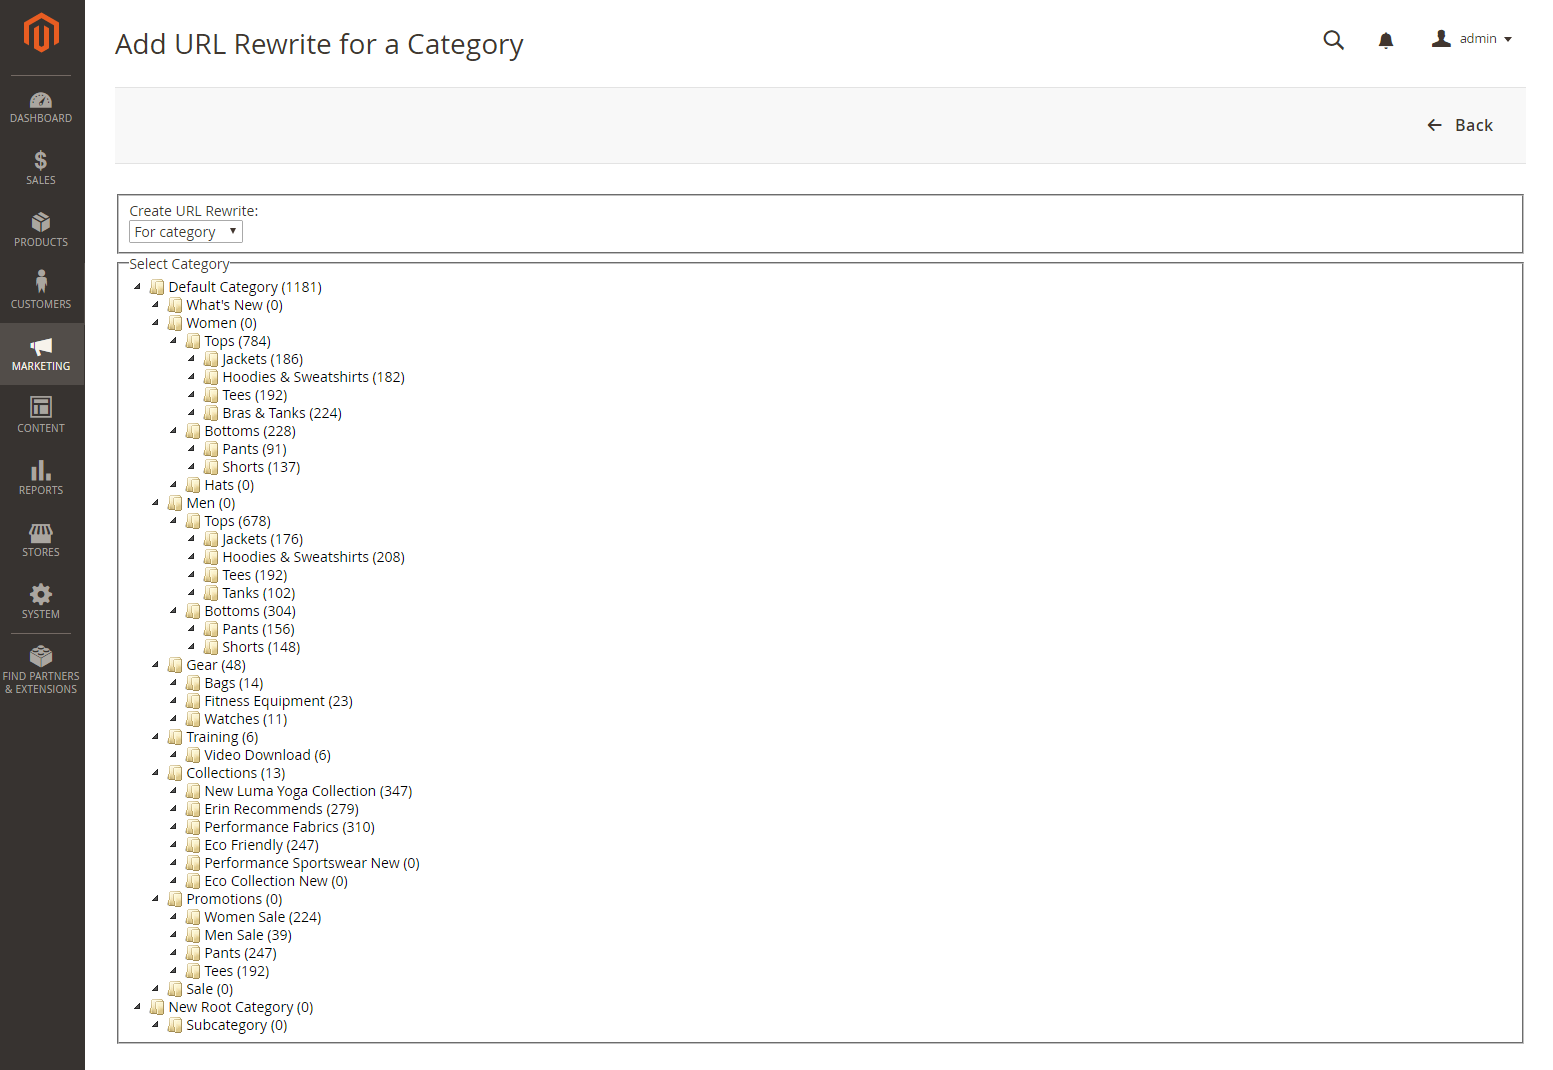 Add URL Rewrite for a Category
admin
DASHBOARD
SALES
PRODUCTS
CUSTOMERS
MARKETING
CONTENT
REPORTS
STORES
SYSTEM
FIND PARTNERS
& EXTENSIONS
Back
Create URL Rewrite:
For category
Select Category
Default Category (1181)
What's New (0)
Women (0)
Tops (784)
Jackets (186)
Hoodies & Sweatshirts (182)
Tees (192)
Bras & Tanks (224)
Bottoms (228)
Pants (91)
Shorts (137)
Hats (0)
Men (0)
Tops (678)
Jackets (176)
Hoodies & Sweatshirts (208)
Tees (192)
Tanks (102)
Bottoms (304)
Pants (156)
Shorts (148)
Gear (48)
Bags (14)
Fitness Equipment (23)
Watches (11)
Training (6)
Video Download (6)
Collections (13)
New Luma Yoga Collection (347)
Erin Recommends (279)
Performance Fabrics (310)
Eco Friendly (247)
Performance Sportswear New (0)
Eco Collection New (0)
Promotions (0)
Women Sale (224)
Men Sale (39)
Pants (247)
Tees (192)
Sale (0)
New Root Category (0)
Subcategory (0)